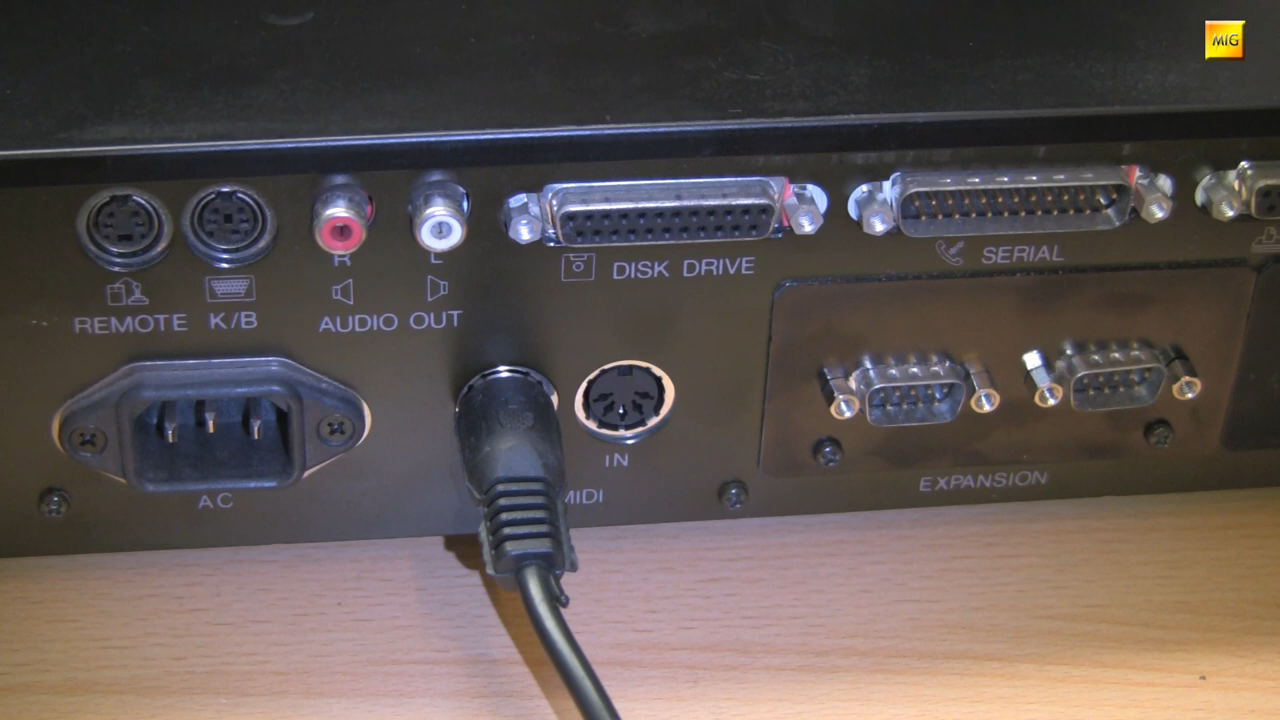 MIG
R L
DISK DRIVE
SERIAL
REMOTE K/B
AUDIO OUT
IN
MIDI
AC
EXPANSION